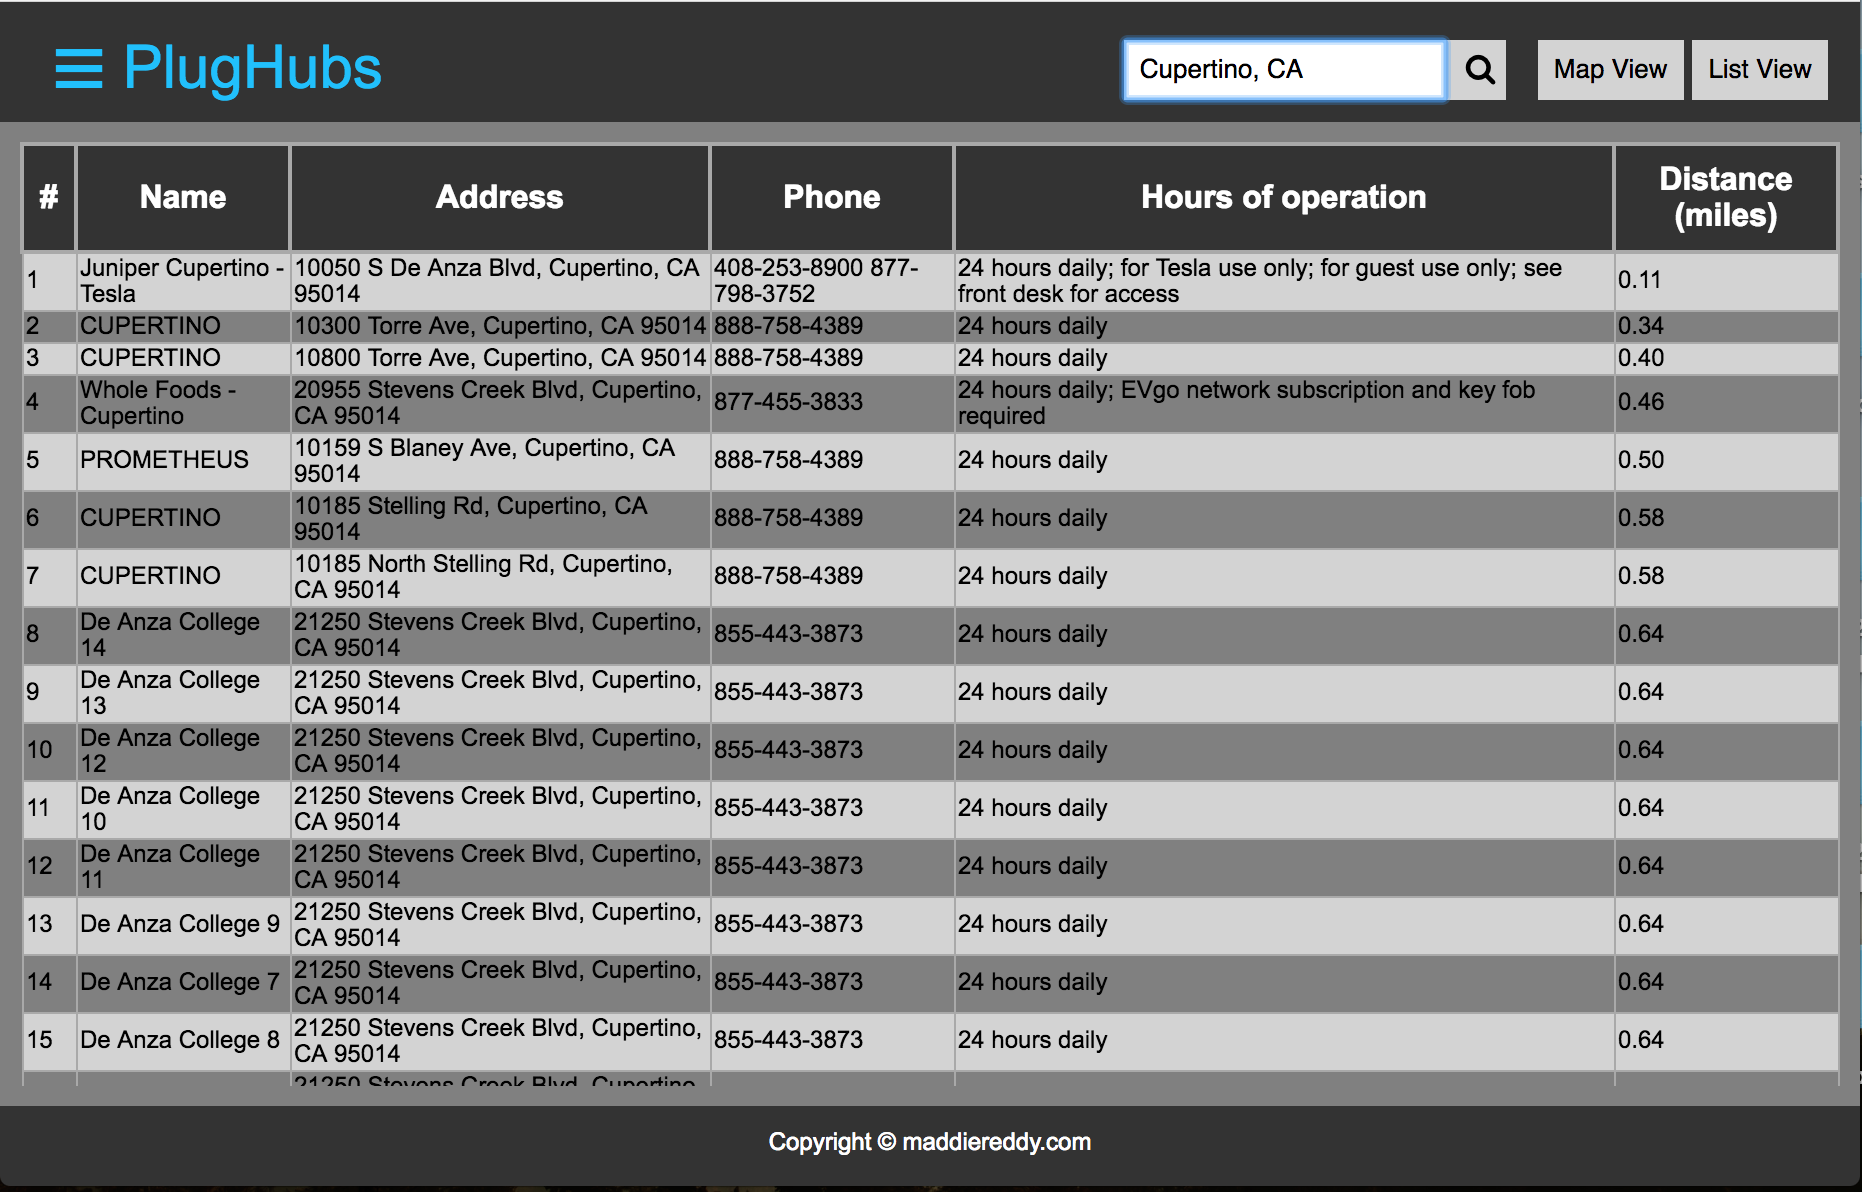 PlugHubs
Cupertino, CA
Map View
List View
#
Name
Address
Phone
Hours of operation
Distance
(miles)
1
Juniper Cupertino -
Tesla
10050 S De Anza Blvd, Cupertino, CA
95014
408-253-8900 877-
798-3752
24 hours daily; for Tesla use only; for guest use only; see
front desk for access
0.11
2
CUPERTINO
10300 Torre Ave, Cupertino, CA 95014
888-758-4389
24 hours daily
0.34
3
CUPERTINO
10800 Torre Ave, Cupertino, CA 95014
888-758-4389
24 hours daily
0.40
4
Whole Foods -
Cupertino
20955 Stevens Creek Blvd, Cupertino,
CA 95014
877-455-3833
24 hours daily; EVgo network subscription and key fob
required
0.46
5
PROMETHEUS
10159 S Blaney Ave, Cupertino, CA
95014
888-758-4389
24 hours daily
0.50
6
CUPERTINO
10185 Stelling Rd, Cupertino, CA
95014
888-758-4389
24 hours daily
0.58
7
CUPERTINO
10185 North Stelling Rd, Cupertino,
CA 95014
888-758-4389
24 hours daily
0.58
8
De Anza College
14
21250 Stevens Creek Blvd, Cupertino,
CA 95014
855-443-3873
24 hours daily
0.64
9
De Anza College
13
21250 Stevens Creek Blvd, Cupertino,
CA 95014
855-443-3873
24 hours daily
0.64
10
De Anza College
12
21250 Stevens Creek Blvd, Cupertino,
CA 95014
855-443-3873
24 hours daily
0.64
11
De Anza College
10
21250 Stevens Creek Blvd, Cupertino,
CA 95014
855-443-3873
24 hours daily
0.64
12
De Anza College
11
21250 Stevens Creek Blvd, Cupertino,
CA 95014
855-443-3873
24 hours daily
0.64
13
De Anza College 9
21250 Stevens Creek Blvd, Cupertino,
CA 95014
855-443-3873
24 hours daily
0.64
14
De Anza College 7
21250 Stevens Creek Blvd, Cupertino,
CA 95014
855-443-3873
24 hours daily
0.64
15
De Anza College 8
21250 Stevens Creek Blvd, Cupertino,
CA 95014
855-443-3873
24 hours daily
0.64
21250 Stevens Creek Blvd, Cupertino,
Copyright © maddiereddy.com